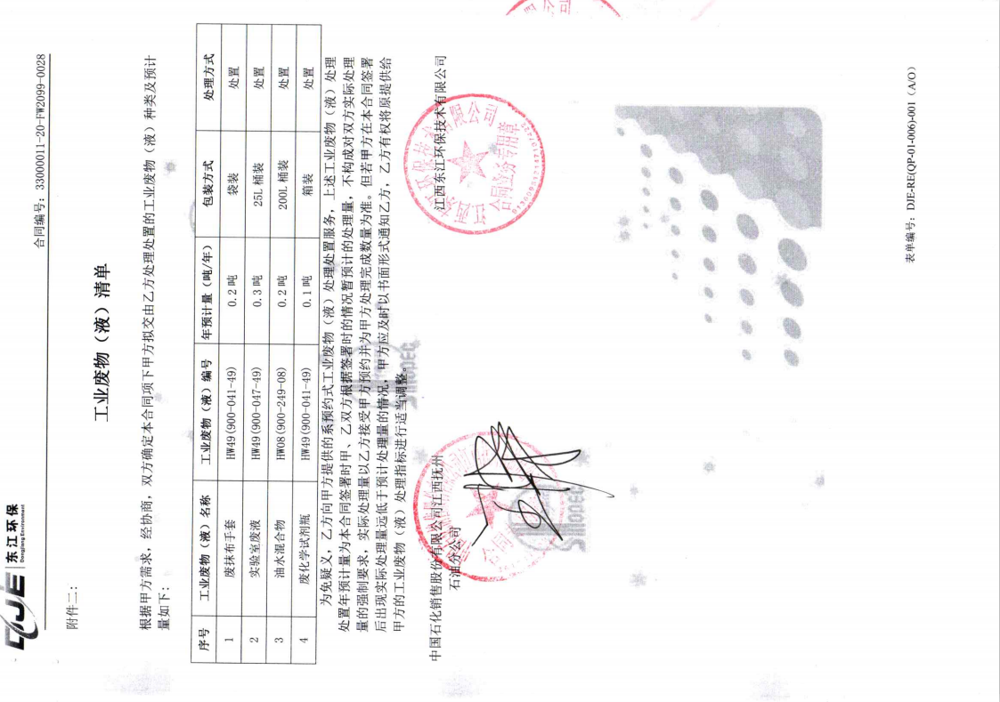 DJE 东江环保
Dongjiang Environment
合同编号：33000011-20-FW2099-0028
附件二：
工业废物（液）清单
根据甲方需求，经协商，双方确定本合同项下甲方拟交由乙方处理处置的工业废物（液）种类及预计
量如下：
序号 工业废物（液）名称 工业废物（液）编号 年预计量（吨/年） 包装方式 处理方式
1 废抹布手套 HW49(900-041-49) 0.2吨 袋装 处置
2 实验室废液 HW49(900-047-49) 0.3吨 25L桶装 处置
3 油水混合物 HW08(900-249-08) 0.2吨 200L桶装 处置
4 废化学试剂瓶 HW49(900-041-49) 0.1吨 箱装 处置
为免疑义，乙方向甲方提供的系预约式工业废物（液）处理处置服务，上述工业废物（液）处理
处置年预计量为本合同签署时甲、乙双方根据签署时的情况暂预计的处理量，不构成对双方实际处理
量的强制要求，实际处理量以乙方接受甲方预约并为甲方处理完成数量为准。但若甲方在本合同签署
后出现实际处理量远低于预计处理量的情况，甲方应及时以书面形式通知乙方，乙方有权将原提供给
甲方的工业废物（液）处理指标进行适当调整。
中国石化销售股份有限公司江西抚州
石油分公司
江西东江环保技术有限公司
合同业务专用章
Sinopec
Sinopec
表单编号：DJE-RE(QP-01-006)-001（A/O）